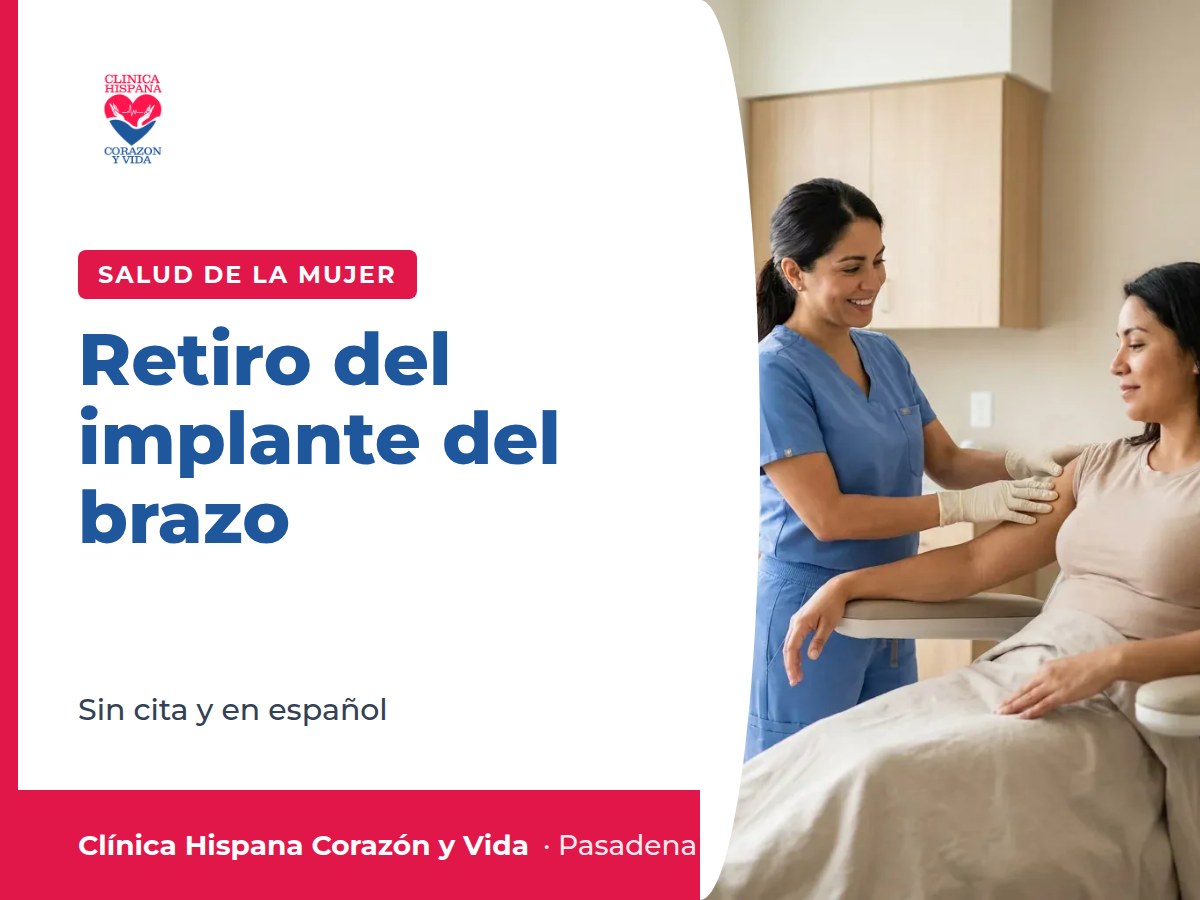 CLINICA
HISPANA
CORAZON
Y VIDA
SALUD DE LA MUJER
Retiro del
implante del
brazo
Sin cita y en español
Clínica Hispana Corazón y Vida · Pasadena